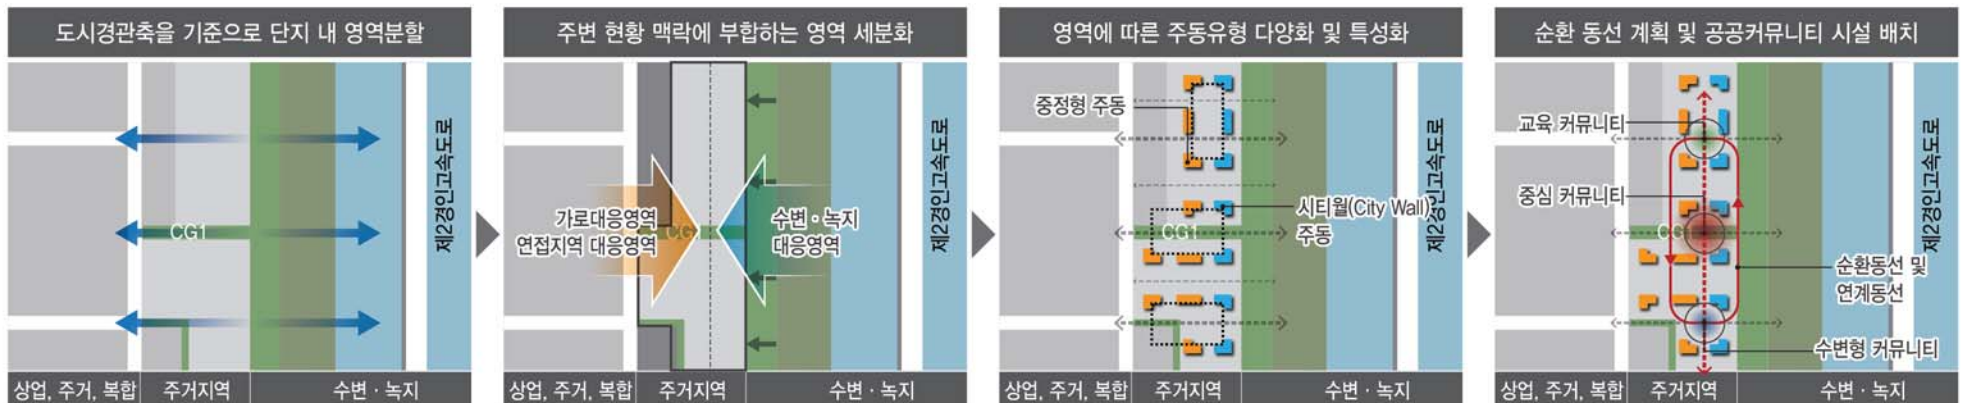 도시경관축을 기준으로 단지 내 영역분할
CG1
제2경인고속도로
상업, 주거, 복합
주거지역
수변 · 녹지
주변 현황 맥락에 부합하는 영역 세분화
가로대응영역
연접지역 대응영역
CG
수변 · 녹지
대응영역
제2경인고속도로
상업, 주거, 복합
주거지역
수변 · 녹지
영역에 따른 주동유형 다양화 및 특성화
중정형 주동
시티월(City Wall)
주동
CG1
제2경인고속도로
상업, 주거, 복합
주거지역
수변 · 녹지
순환 동선 계획 및 공공커뮤니티 시설 배치
교육 커뮤니티
중심 커뮤니티
CG
순환동선 및
연계동선
수변형 커뮤니티
제2경인고속도로
상업, 주거, 복합
주거지역
수변 · 녹지